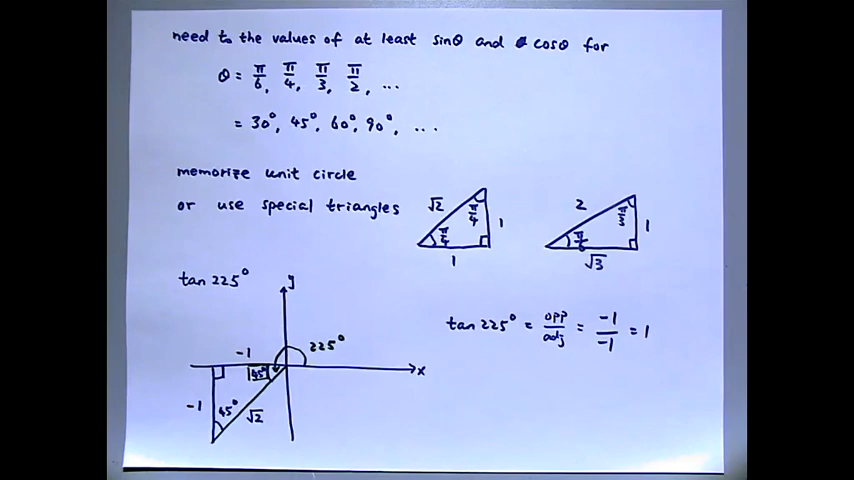 need to the values of at least sinθ and cosθ for
θ = π/6, π/4, π/3, π/2, ...
= 30°, 45°, 60°, 90°, ...
memorize unit circle
or use special triangles
√2 π/4 π/4 1 1
2 π/3 π/6 1 √3
tan 225°
y
225°
-1
45°
x
-1
45°
√2
tan 225° = opp/adj = -1/-1 = 1